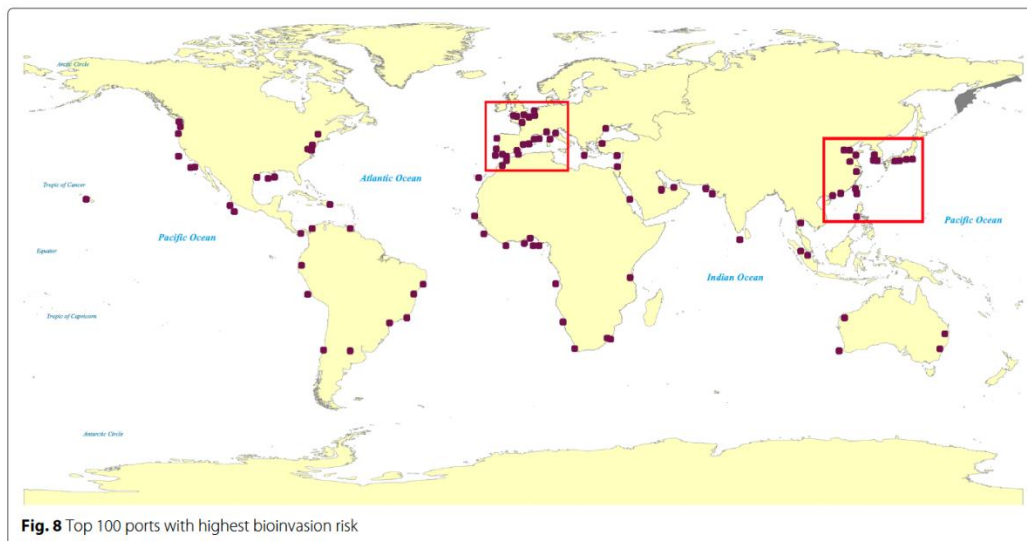 Arctic Circle
Atlantic Ocean
Tropic of Cancer
Pacific Ocean
Pacific Ocean
Equator
Indian Ocean
Tropic of Capricorn
Antarctic Circle
Fig. 8 Top 100 ports with highest bioinvasion risk